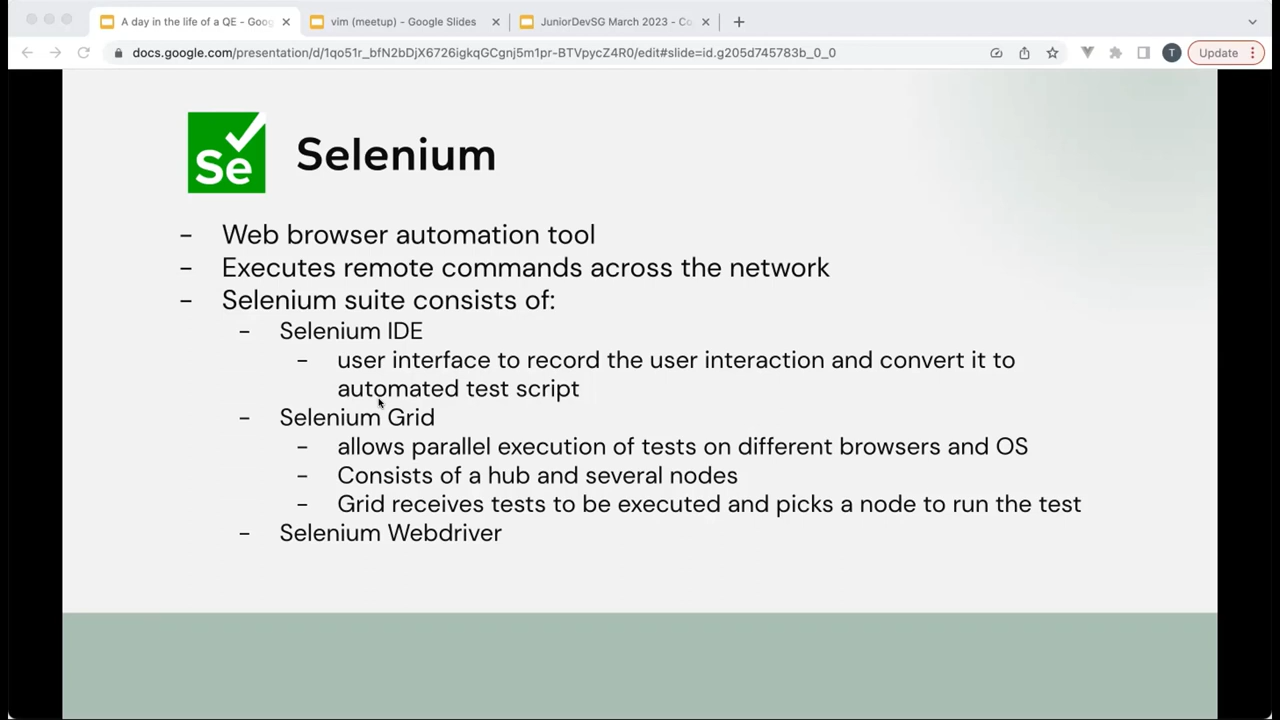 A day in the life of a QE - Goog
vim (meetup) - Google Slides
JuniorDevSG March 2023 - Co
docs.google.com/presentation/d/1qo51r_bfN2bDjX6726igkqGCgnj5m1pr-BTVpycZ4R0/edit#slide=id.g205d745783b_0_0
T
Update
Se
Selenium
- Web browser automation tool
- Executes remote commands across the network
- Selenium suite consists of:
- Selenium IDE
- user interface to record the user interaction and convert it to
automated test script
- Selenium Grid
- allows parallel execution of tests on different browsers and OS
- Consists of a hub and several nodes
- Grid receives tests to be executed and picks a node to run the test
- Selenium Webdriver